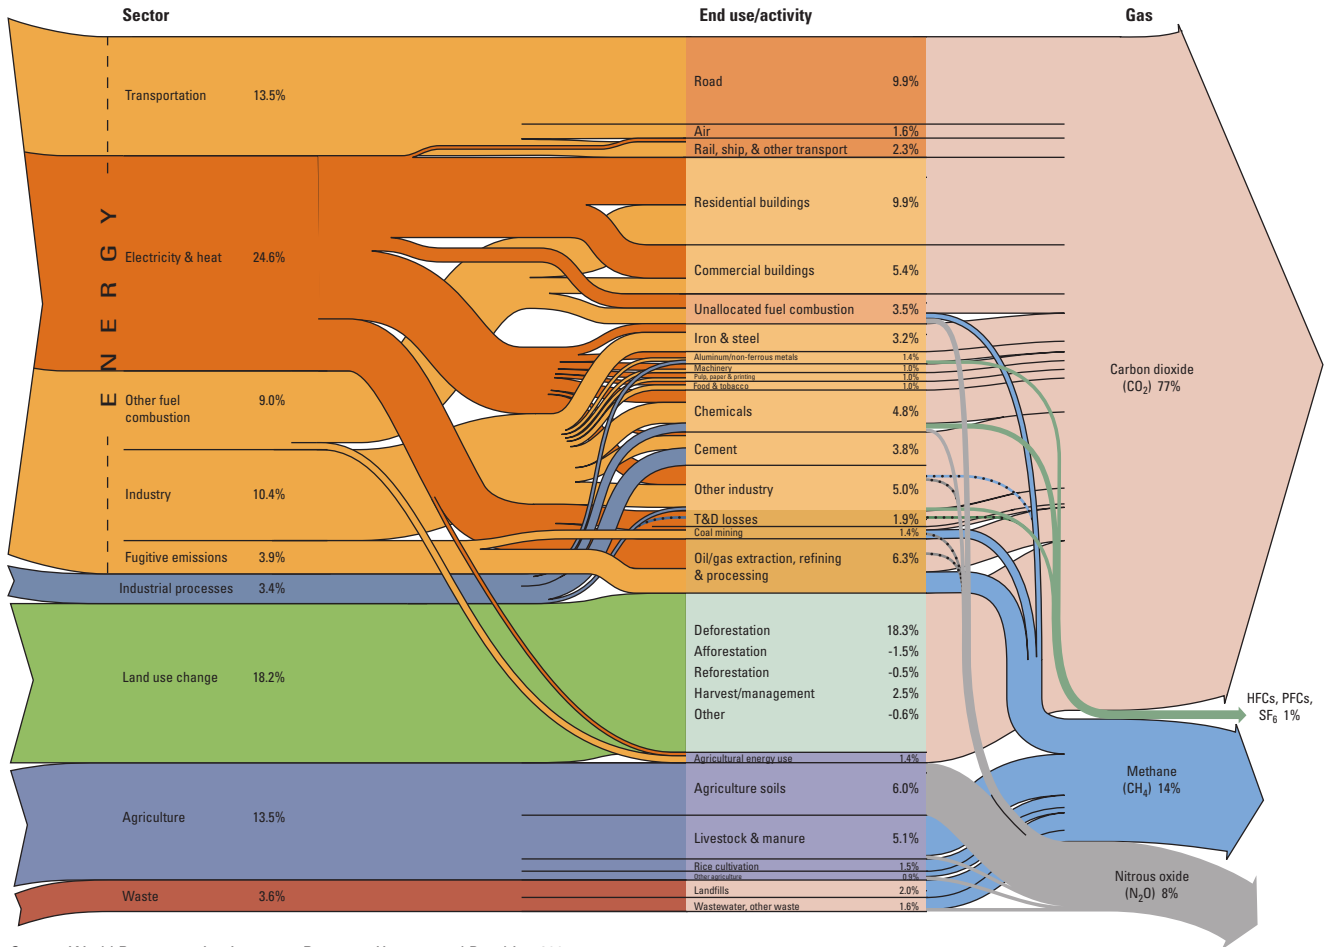 Sector
End use/activity
Gas
ENERGY
Transportation 13.5%
Electricity & heat 24.6%
Other fuel
combustion 9.0%
Industry 10.4%
Fugitive emissions 3.9%
Industrial processes 3.4%
Land use change 18.2%
Agriculture 13.5%
Waste 3.6%
Road 9.9%
Air 1.6%
Rail, ship, & other transport 2.3%
Residential buildings 9.9%
Commercial buildings 5.4%
Unallocated fuel combustion 3.5%
Iron & steel 3.2%
Aluminum/non-ferrous metals 1.4%
Machinery 1.0%
Pulp, paper & printing 1.0%
Food & tobacco 1.0%
Chemicals 4.8%
Cement 3.8%
Other industry 5.0%
T&D losses 1.9%
Coal mining 1.4%
Oil/gas extraction, refining 6.3%
& processing
Deforestation 18.3%
Afforestation -1.5%
Reforestation -0.5%
Harvest/management 2.5%
Other -0.6%
Agricultural energy use 1.4%
Agriculture soils 6.0%
Livestock & manure 5.1%
Rice cultivation 1.5%
Other agriculture 0.9%
Landfills 2.0%
Wastewater, other waste 1.6%
Carbon dioxide
(CO₂) 77%
HFCs, PFCs,
SF₆ 1%
Methane
(CH₄) 14%
Nitrous oxide
(N₂O) 8%